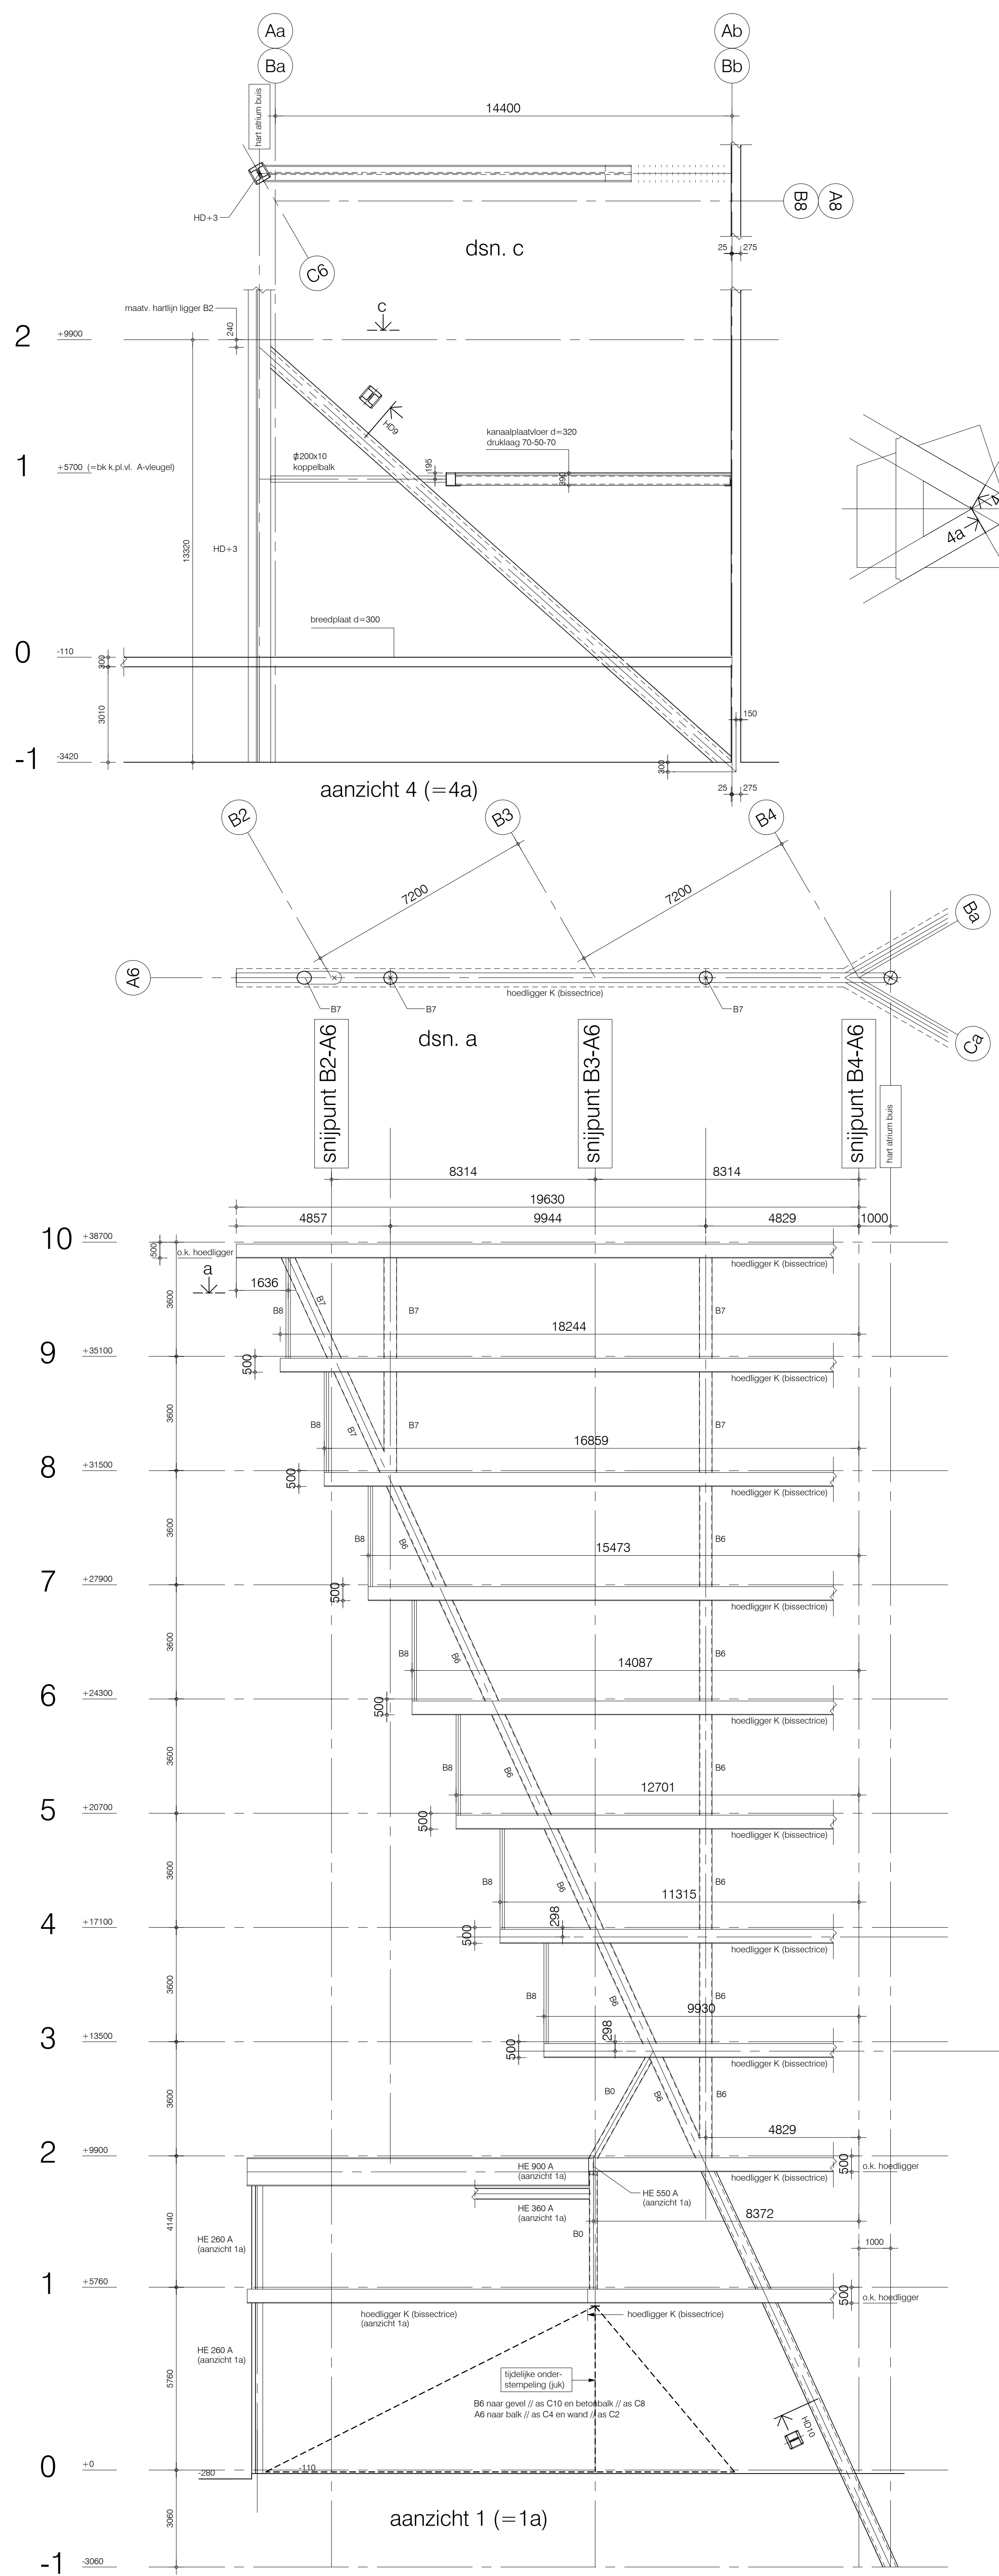 Aa
Ab
Ba
Bb
hart atrium buis
14400
HD+3
B8
A8
C6
dsn. c
25
275
maatv. hartlijn ligger B2
240
c
2
+9900
HD9
kanaalplaatvloer d=320
druklaag 70-50-70
200x10
koppelbalk
195
390
1
+5700 (=bk k.pl.vl. A-vleugel)
13320
HD+3
4
4a
breedplaat d=300
0
-110
300
3010
150
-1
-3420
300
aanzicht 4 (=4a)
25
275
B2
B3
B4
7200
7200
Ba
A6
hoedligger K (bissectrice)
B7
B7
B7
dsn. a
Ca
snijpunt B2-A6
snijpunt B3-A6
snijpunt B4-A6
hart atrium buis
8314
8314
19630
4857
9944
4829
1000
10
+38700
500
o.k. hoedligger
hoedligger K (bissectrice)
a
1636
3600
B8
B7
B7
B7
18244
9
+35100
500
hoedligger K (bissectrice)
3600
B8
B7
B7
B7
16859
8
+31500
500
hoedligger K (bissectrice)
3600
B8
B6
B6
15473
7
+27900
500
hoedligger K (bissectrice)
3600
B8
B6
B6
14087
6
+24300
500
hoedligger K (bissectrice)
3600
B8
B6
B6
12701
5
+20700
500
hoedligger K (bissectrice)
3600
B8
B6
B6
11315
4
+17100
500
298
hoedligger K (bissectrice)
3600
B8
B6
B6
9930
3
+13500
500
298
hoedligger K (bissectrice)
3600
B0
B6
B6
4829
2
+9900
HE 900 A
(aanzicht 1a)
hoedligger K (bissectrice)
500
o.k. hoedligger
HE 550 A
(aanzicht 1a)
HE 360 A
(aanzicht 1a)
8372
B0
4140
HE 260 A
(aanzicht 1a)
1000
1
+5760
500
o.k. hoedligger
hoedligger K (bissectrice)
(aanzicht 1a)
hoedligger K (bissectrice)
HE 260 A
(aanzicht 1a)
5760
tijdelijke onder-
stempeling (juk)
B6 naar gevel // as C10 en betonbalk // as C8
A6 naar balk // as C4 en wand // as C2
HD10
0
+0
-280
-110
3060
aanzicht 1 (=1a)
-1
-3060